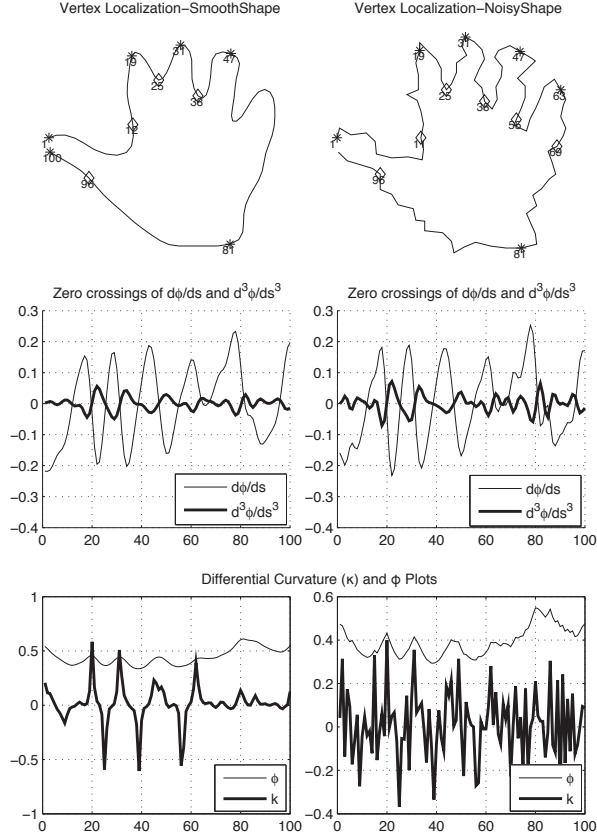 Vertex Localization−SmoothShape
Vertex Localization−NoisyShape
19
31
47
25
38
12
1
100
96
81
19
31
47
63
25
38
56
69
11
1
96
81
Zero crossings of dϕ/ds and d³ϕ/ds³
Zero crossings of dϕ/ds and d³ϕ/ds³
0.3
0.2
0.1
0
−0.1
−0.2
−0.3
−0.4
0 20 40 60 80 100
dϕ/ds
d³ϕ/ds³
0.3
0.2
0.1
0
−0.1
−0.2
−0.3
−0.4
0 20 40 60 80 100
dϕ/ds
d³ϕ/ds³
Differential Curvature (κ) and ϕ Plots
1
0.5
0
−0.5
−1
0 20 40 60 80 100
ϕ
k
0.6
0.4
0.2
0
−0.2
−0.4
0 20 40 60 80 100
ϕ
k